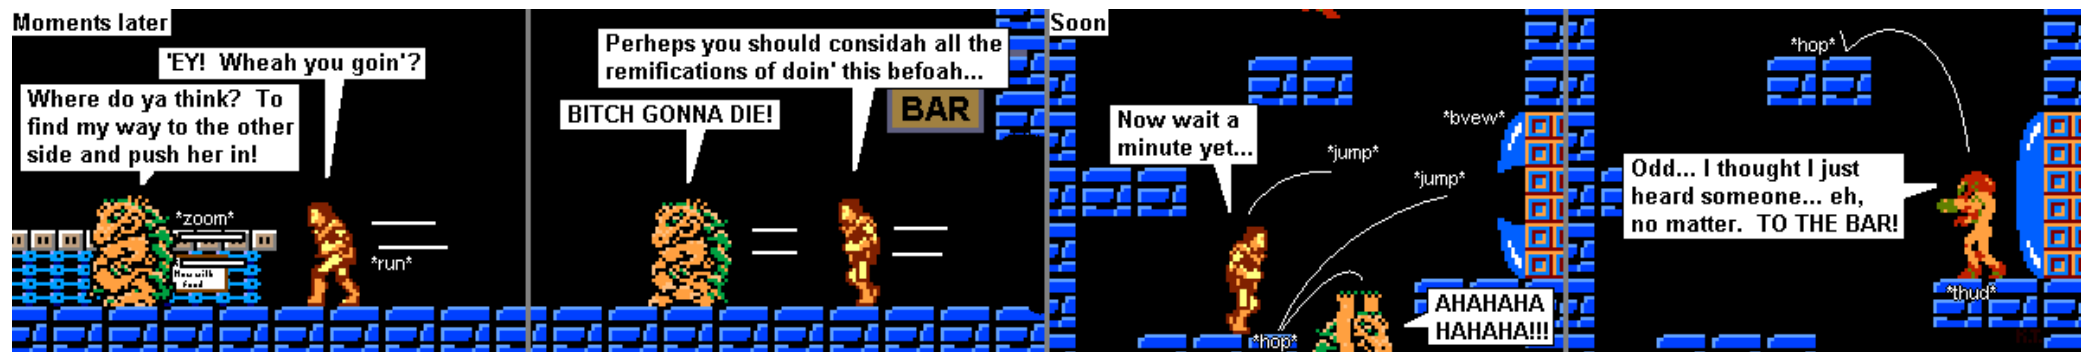 Moments later
'EY! Wheah you goin'?
Where do ya think? To
find my way to the other
side and push her in!
*zoom*
*run*
Now with
food
Perheps you should considah all the
remifications of doin' this befoah...
BITCH GONNA DIE!
BAR
Soon
Now wait a
minute yet...
*jump*
*jump*
*bvew*
*hop*
AHAHAHA
HAHAHA!!!
*hop*
Odd... I thought I just
heard someone... eh,
no matter. TO THE BAR!
*thud*